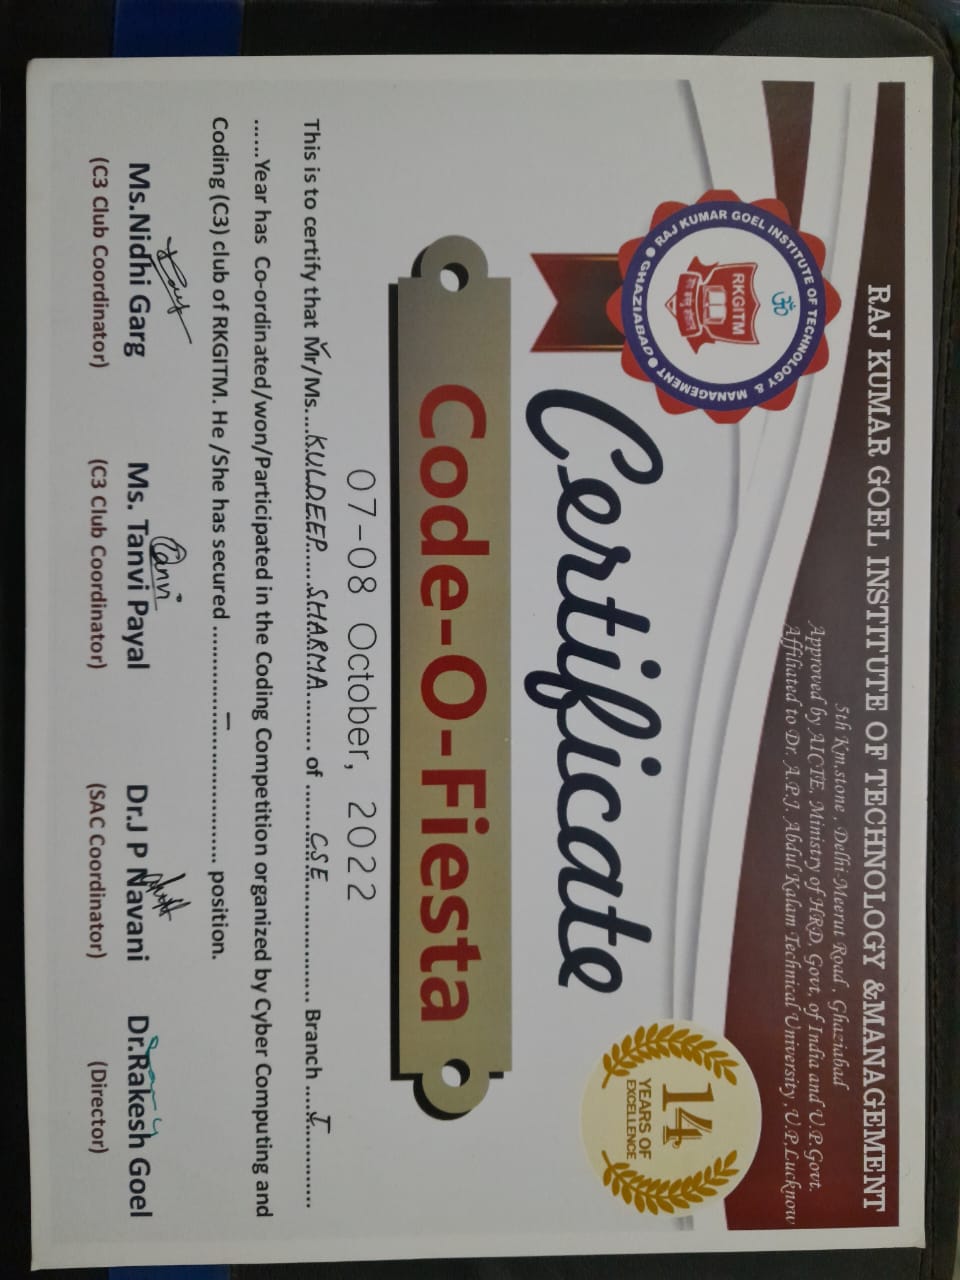 RAJ KUMAR GOEL INSTITUTE OF TECHNOLOGY &MANAGEMENT
5th Km.stone , Delhi-Meerut Road , Ghaziabad
Approved by AICTE, Ministry of HRD, Govt. of India and U.P.Govt.
Affiliated to Dr. A.P.J. Abdul Kalam Technical University ,U.P,Lucknow
RAJ KUMAR GOEL INSTITUTE OF TECHNOLOGY & MANAGEMENT
GHAZIABAD
ॐ
RKGITM
Certificate
14
YEARS OF
EXCELLENCE
Code-O-Fiesta
07-08 October, 2022
This is to certify that Mr/Ms....KULDEEP......SHARMA......... of ..........CSE...................... Branch ....I............
......Year has Co-ordinated/won/Participated in the Coding Competition organized by Cyber Computing and
Coding (C3) club of RKGITM. He /She has secured .................–........................ position.
Tanvi
Ms.Nidhi Garg Ms. Tanvi Payal Dr.J P Navani Dr.Rakesh Goel
(C3 Club Coordinator) (C3 Club Coordinator) (SAC Coordinator) (Director)